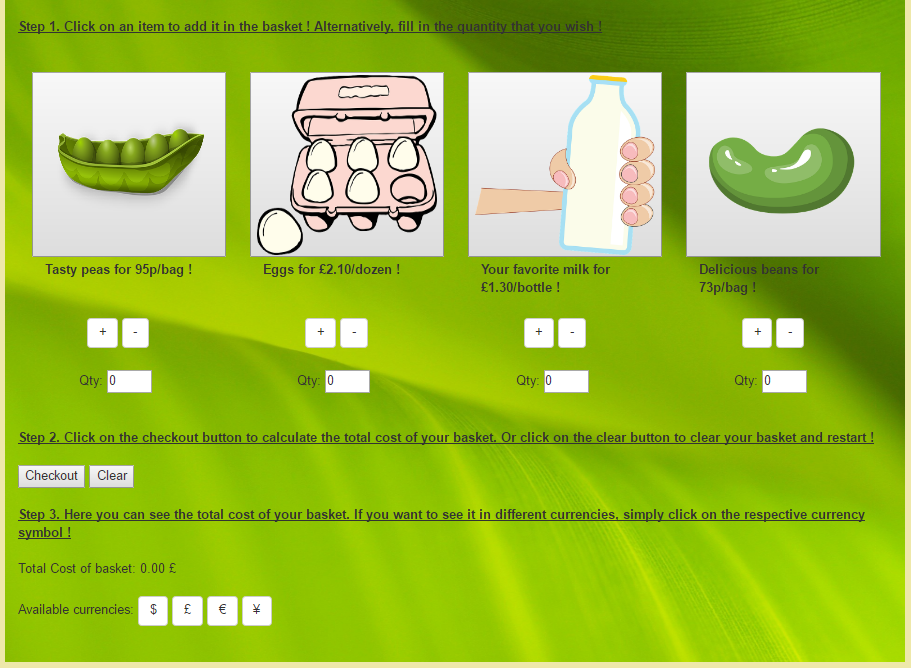 Step 1. Click on an item to add it in the basket ! Alternatively, fill in the quantity that you wish !
Tasty peas for 95p/bag !
Eggs for £2.10/dozen !
Your favorite milk for
£1.30/bottle !
Delicious beans for
73p/bag !
+ - + - + - + -
Qty: 0 Qty: 0 Qty: 0 Qty: 0
Step 2. Click on the checkout button to calculate the total cost of your basket. Or click on the clear button to clear your basket and restart !
Checkout Clear
Step 3. Here you can see the total cost of your basket. If you want to see it in different currencies, simply click on the respective currency
symbol !
Total Cost of basket: 0.00 £
Available currencies: $ £ € ¥